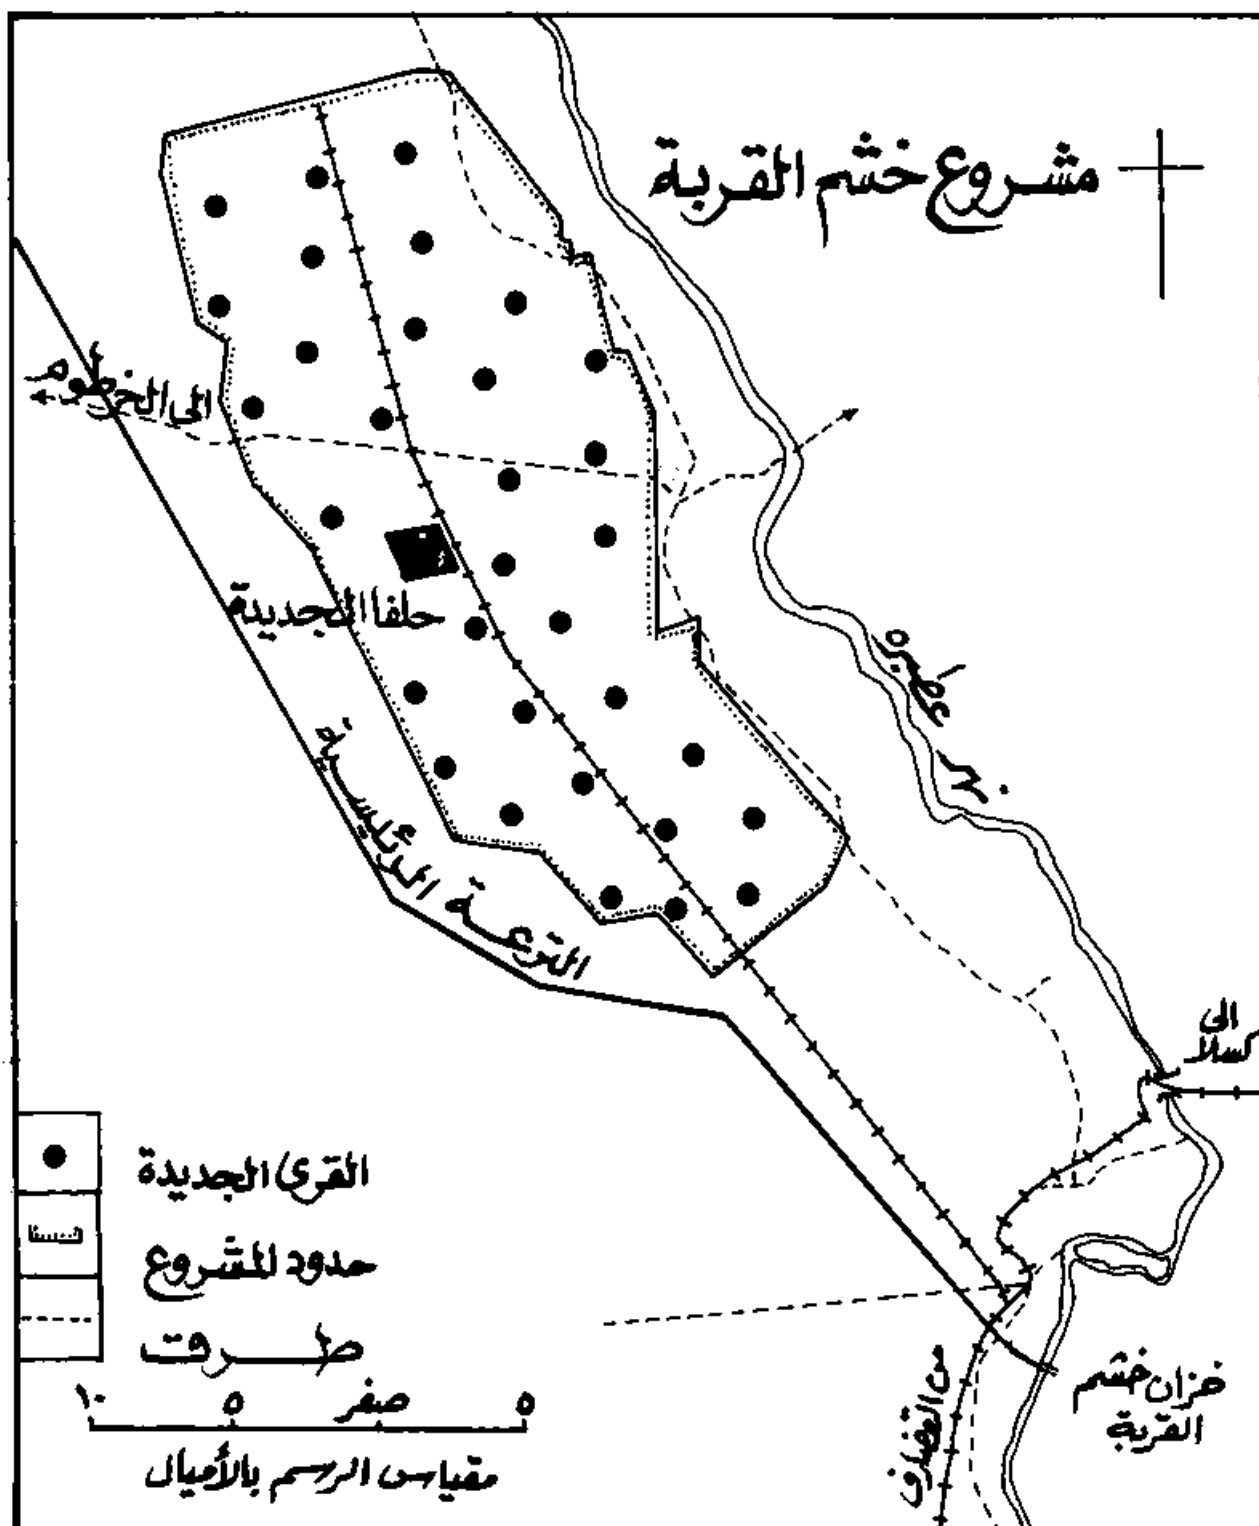 مشروع خشم القربة
الى الخرطوم
حلفا الجديدة
نهر عطبره
الترعة الرئيسية
الى
كسلا
القرى الجديدة
حدود المشروع
طرق
١٠ ٥ صفر ٥
مقياس الرسم بالأميال
من القضارف
خزان خشم
القربة